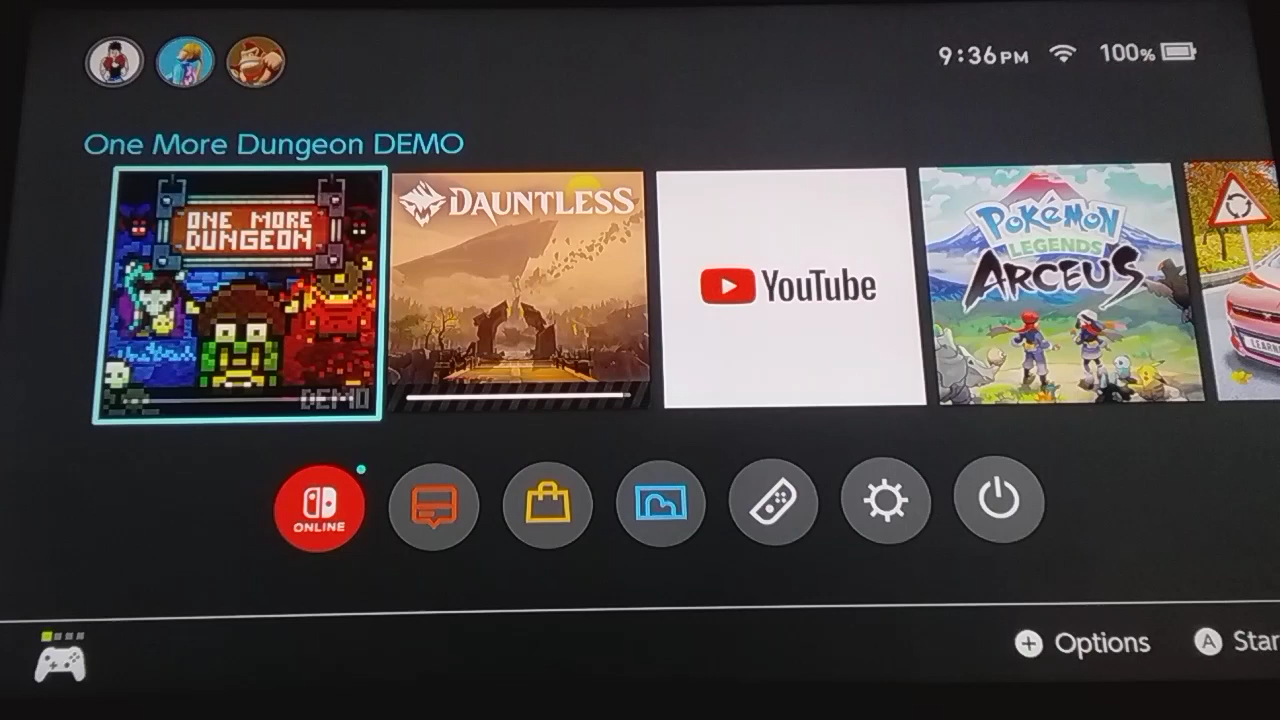 9:36PM 100%
One More Dungeon DEMO
ONE MORE
DUNGEON
DEMO
DAUNTLESS
YouTube
POKÉMON
LEGENDS
ARCEUS
ONLINE
Options
A